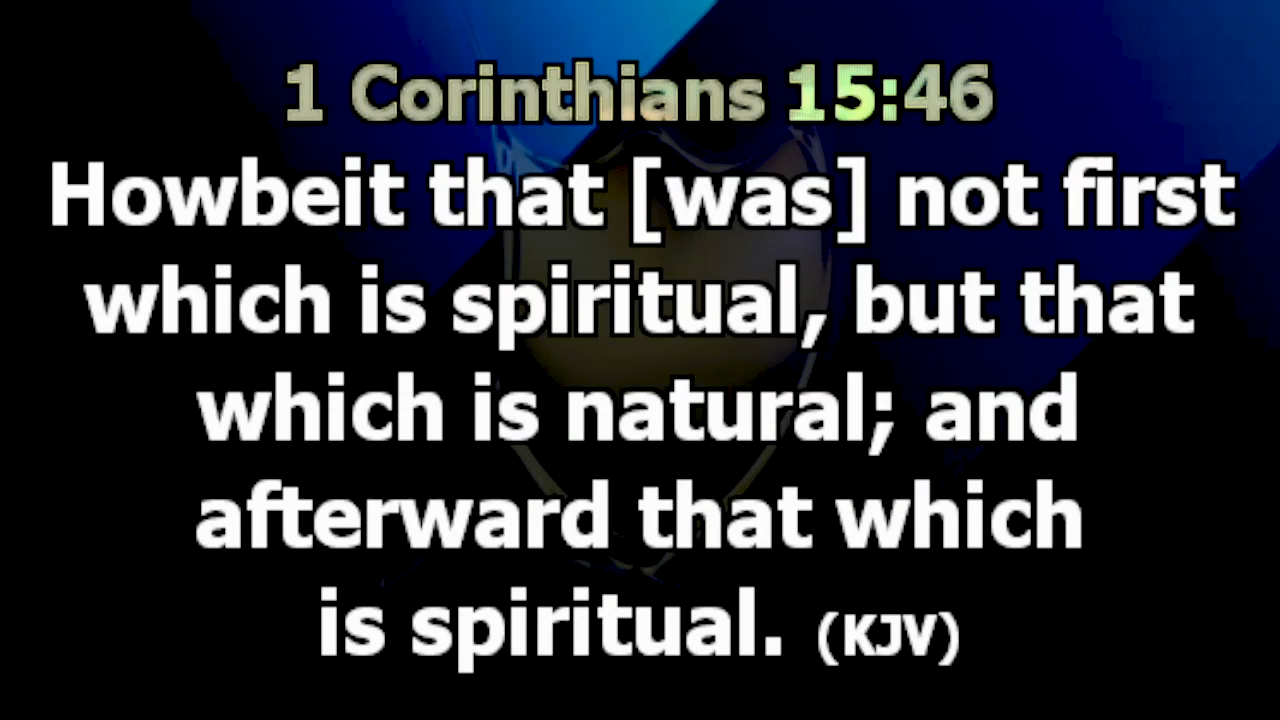 1 Corinthians 15:46
Howbeit that [was] not first
which is spiritual, but that
which is natural; and
afterward that which
is spiritual. (KJV)